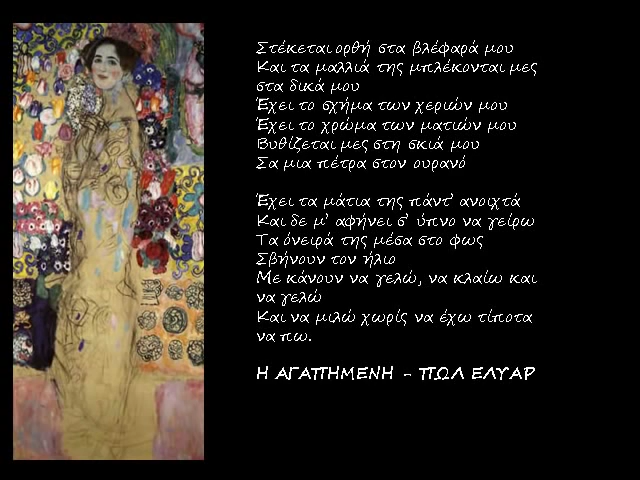 Στέκεται ορθή στα βλέφαρά μου
Και τα μαλλιά της μπλέκονται μες
στα δικά μου
Έχει το σχήμα των χεριών μου
Έχει το χρώμα των ματιών μου
Βυθίζεται μες στη σκιά μου
Σα μια πέτρα στον ουρανό

Έχει τα μάτια της πάντ' ανοιχτά
Και δε μ' αφήνει σ' ύπνο να γείρω
Τα όνειρά της μέσα στο φως
Σβήνουν τον ήλιο
Με κάνουν να γελώ, να κλαίω και
να γελώ
Και να μιλώ χωρίς να έχω τίποτα
να πω.

Η ΑΓΑΠΗΜΕΝΗ - ΠΩΛ ΕΛΥΑΡ